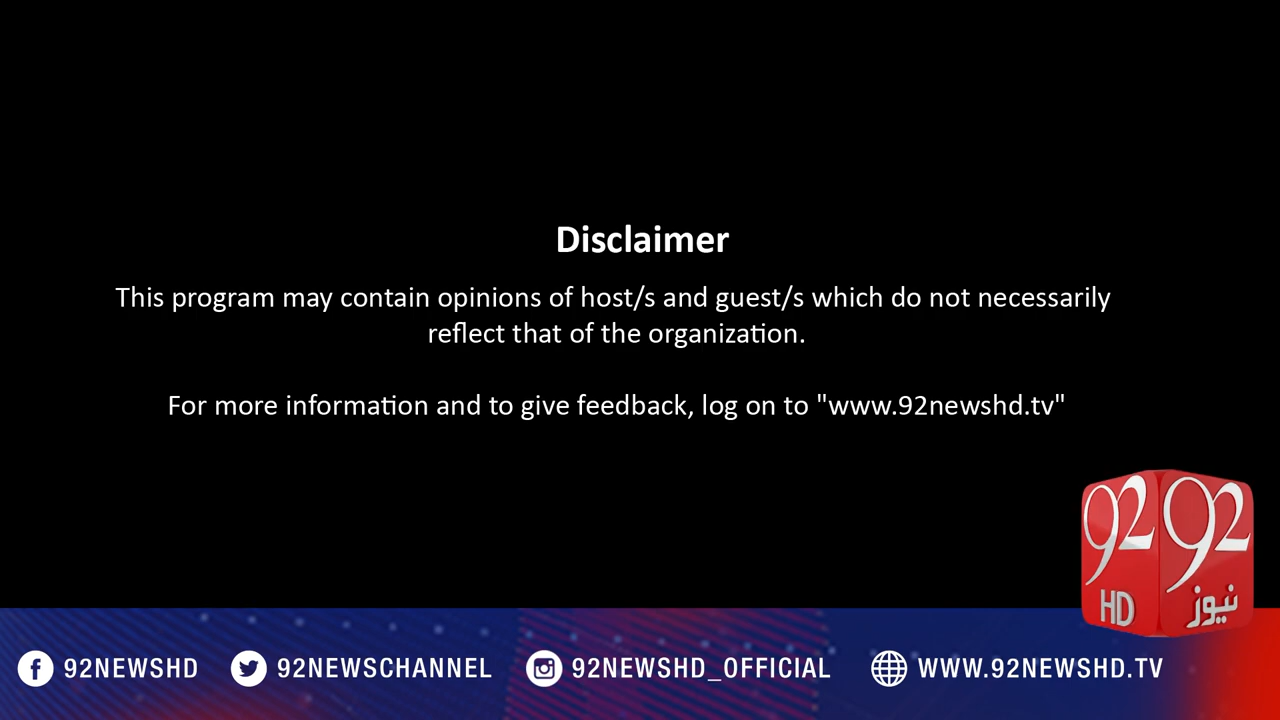 Disclaimer
This program may contain opinions of host/s and guest/s which do not necessarily
reflect that of the organization.
For more information and to give feedback, log on to "www.92newshd.tv"
92 92
HD نیوز
92NEWSHD 92NEWSCHANNEL 92NEWSHD_OFFICIAL WWW.92NEWSHD.TV